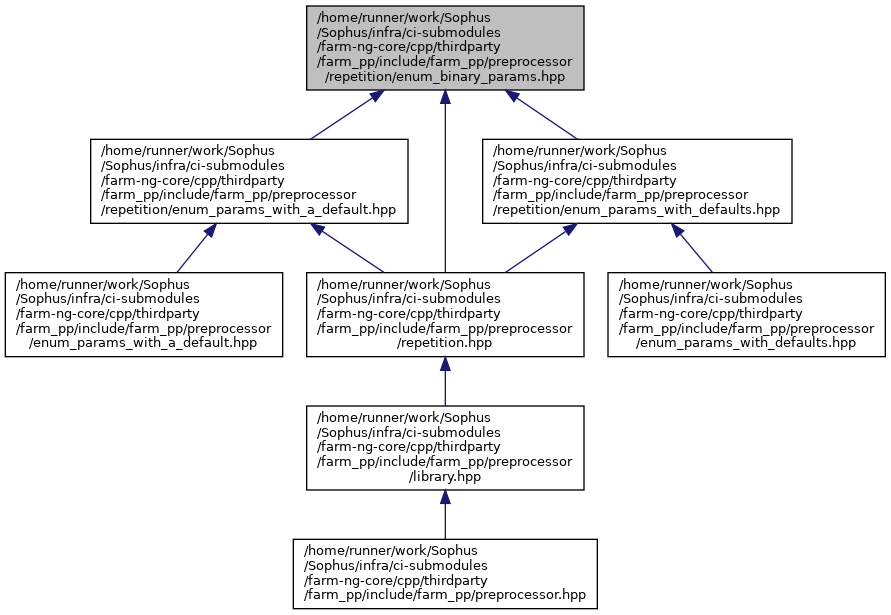 /home/runner/work/Sophus
/Sophus/infra/ci-submodules
/farm-ng-core/cpp/thirdparty
/farm_pp/include/farm_pp/preprocessor
/repetition/enum_binary_params.hpp
/home/runner/work/Sophus
/Sophus/infra/ci-submodules
/farm-ng-core/cpp/thirdparty
/farm_pp/include/farm_pp/preprocessor
/repetition/enum_params_with_a_default.hpp
/home/runner/work/Sophus
/Sophus/infra/ci-submodules
/farm-ng-core/cpp/thirdparty
/farm_pp/include/farm_pp/preprocessor
/repetition/enum_params_with_defaults.hpp
/home/runner/work/Sophus
/Sophus/infra/ci-submodules
/farm-ng-core/cpp/thirdparty
/farm_pp/include/farm_pp/preprocessor
/enum_params_with_a_default.hpp
/home/runner/work/Sophus
/Sophus/infra/ci-submodules
/farm-ng-core/cpp/thirdparty
/farm_pp/include/farm_pp/preprocessor
/repetition.hpp
/home/runner/work/Sophus
/Sophus/infra/ci-submodules
/farm-ng-core/cpp/thirdparty
/farm_pp/include/farm_pp/preprocessor
/enum_params_with_defaults.hpp
/home/runner/work/Sophus
/Sophus/infra/ci-submodules
/farm-ng-core/cpp/thirdparty
/farm_pp/include/farm_pp/preprocessor
/library.hpp
/home/runner/work/Sophus
/Sophus/infra/ci-submodules
/farm-ng-core/cpp/thirdparty
/farm_pp/include/farm_pp/preprocessor.hpp